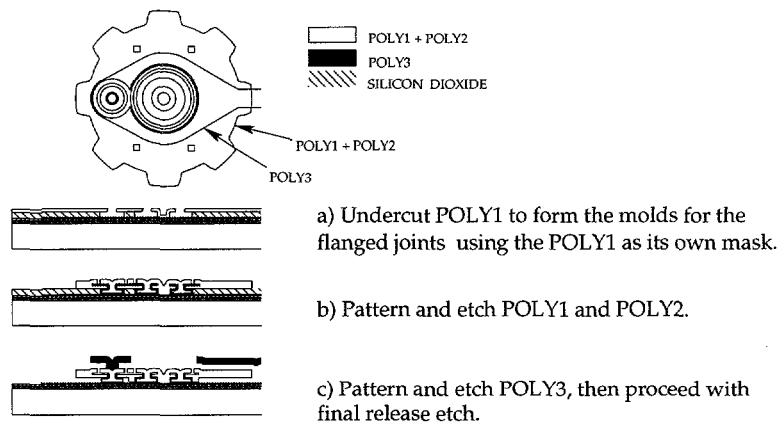 POLY1 + POLY2
POLY3
SILICON DIOXIDE
POLY1 + POLY2
POLY3
a) Undercut POLY1 to form the molds for the
flanged joints using the POLY1 as its own mask.
b) Pattern and etch POLY1 and POLY2.
c) Pattern and etch POLY3, then proceed with
final release etch.